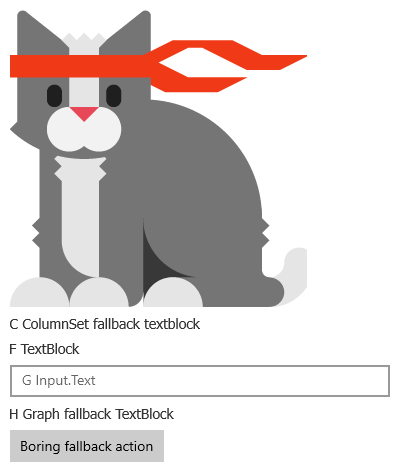 C ColumnSet fallback textblock
F TextBlock
G Input.Text
H Graph fallback TextBlock
Boring fallback action